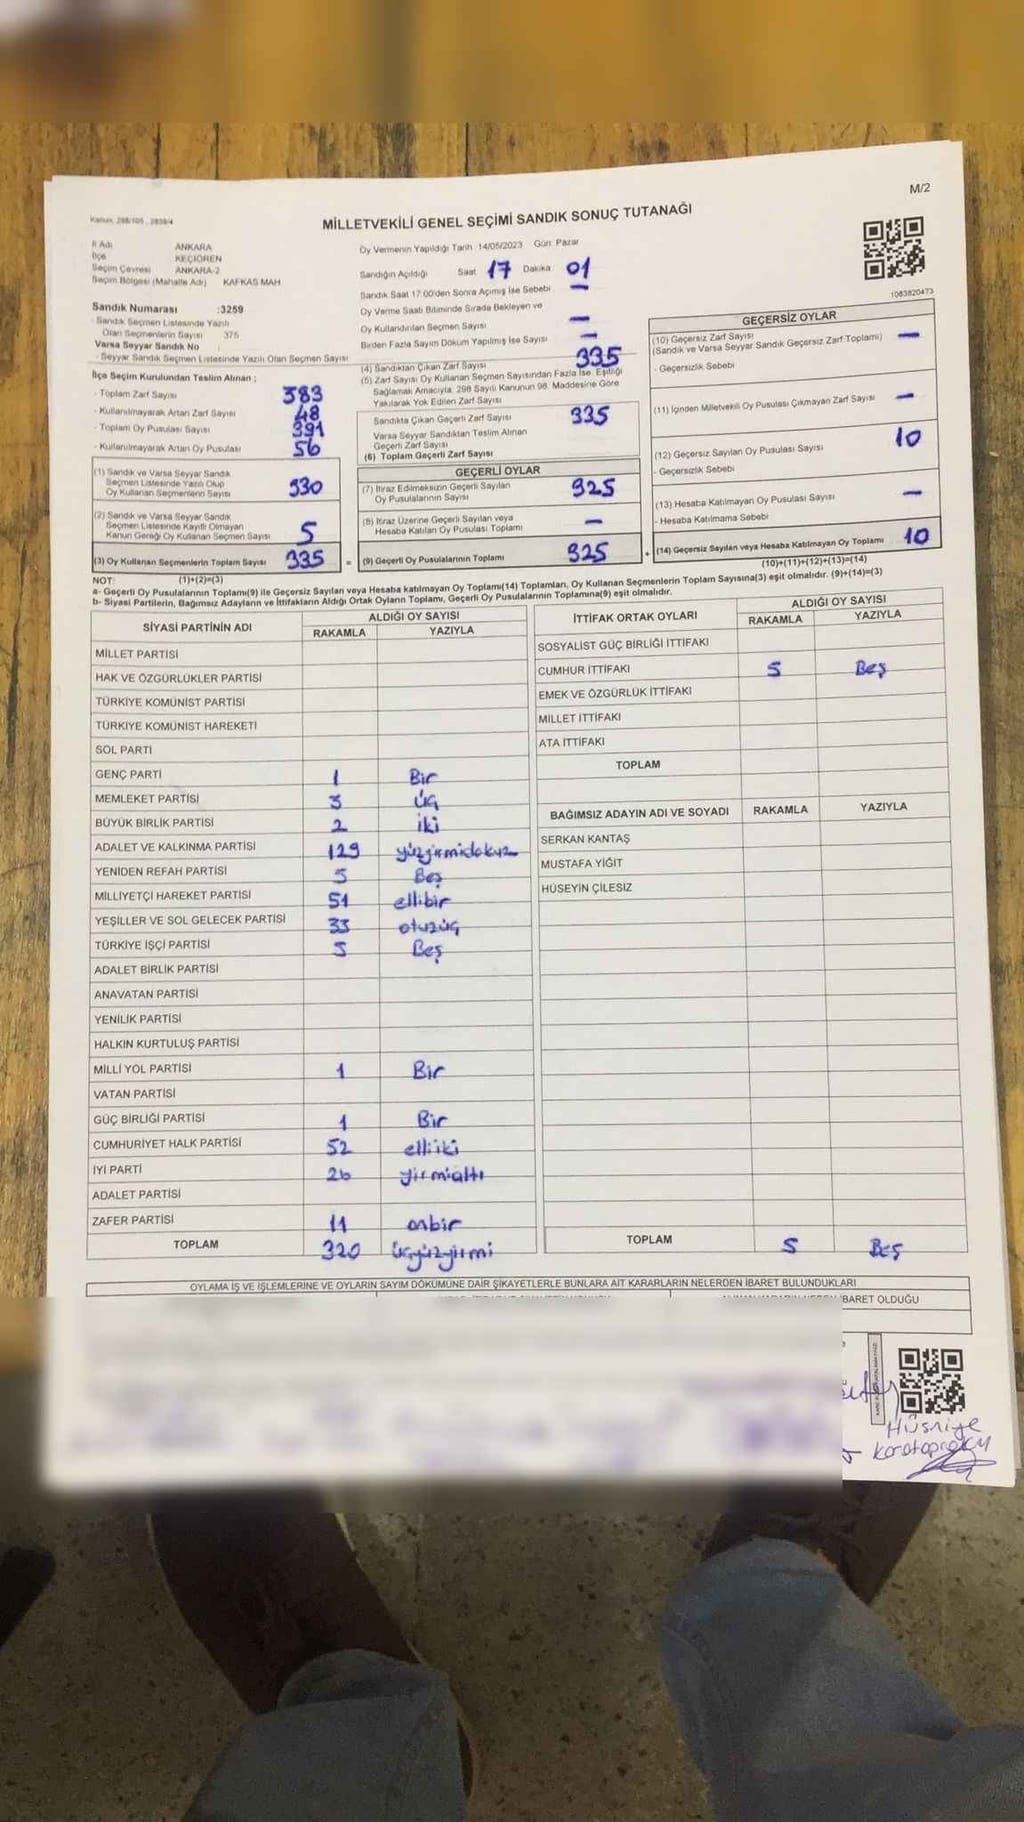 M/2
Kanun: 298/105 , 2839/4
MİLLETVEKİLİ GENEL SEÇİMİ SANDIK SONUÇ TUTANAĞI
İl Adı ANKARA
İlçe KEÇİÖREN
Seçim Çevresi ANKARA-2
Seçim Bölgesi (Mahalle Adı) KAFKAS MAH
Sandık Numarası :3259
- Sandık Seçmen Listesinde Yazılı
Olan Seçmenlerin Sayısı 375
Varsa Seyyar Sandık No
- Seyyar Sandık Seçmen Listesinde Yazılı Olan Seçmen Sayısı
İlçe Seçim Kurulundan Teslim Alınan :
- Toplam Zarf Sayısı 383
- Kullanılmayarak Artan Zarf Sayısı 48
- Toplam Oy Pusulası Sayısı 391
- Kullanılmayarak Artan Oy Pusulası 56
(1) Sandık ve Varsa Seyyar Sandık
Seçmen Listesinde Yazılı Olup
Oy Kullanan Seçmenlerin Sayısı 330
(2) Sandık ve Varsa Seyyar Sandık
Seçmen Listesinde Kayıtlı Olmayan
Kanun Gereği Oy Kullanan Seçmen Sayısı 5
(3) Oy Kullanan Seçmenlerin Toplam Sayısı 335 =
Oy Vermenin Yapıldığı Tarih :14/05/2023 Gün: Pazar
Sandığın Açıldığı Saat 17 Dakika 01
Sandık Saat 17:00'den Sonra Açılmış İse Sebebi —
Oy Verme Saati Bitiminde Sırada Bekleyen ve
Oy Kullandırılan Seçmen Sayısı —
Birden Fazla Sayım Döküm Yapılmış İse Sayısı —
(4) Sandıktan Çıkan Zarf Sayısı 335
(5) Zarf Sayısı Oy Kullanan Seçmen Sayısından Fazla İse, Eşitliği
Sağlamak Amacıyla, 298 Sayılı Kanunun 98. Maddesine Göre
Yakılarak Yok Edilen Zarf Sayısı
Sandıkta Çıkan Geçerli Zarf Sayısı 335
Varsa Seyyar Sandıktan Teslim Alınan
Geçerli Zarf Sayısı
(6) Toplam Geçerli Zarf Sayısı
GEÇERLİ OYLAR
(7) İtiraz Edilmeksizin Geçerli Sayılan
Oy Pusulalarının Sayısı 325
(8) İtiraz Üzerine Geçerli Sayılan veya
Hesaba Katılan Oy Pusulası Toplamı —
(9) Geçerli Oy Pusulalarının Toplamı 325 +
1083820473
GEÇERSİZ OYLAR
(10) Geçersiz Zarf Sayısı
(Sandık ve Varsa Seyyar Sandık Geçersiz Zarf Toplamı) —
- Geçersizlik Sebebi
(11) İçinden Milletvekili Oy Pusulası Çıkmayan Zarf Sayısı —
(12) Geçersiz Sayılan Oy Pusulası Sayısı 10
- Geçersizlik Sebebi
(13) Hesaba Katılmayan Oy Pusulası Sayısı —
- Hesaba Katılmama Sebebi
(14) Geçersiz Sayılan veya Hesaba Katılmayan Oy Toplamı 10
NOT: (1)+(2)=(3) (10)+(11)+(12)+(13)=(14)
a- Geçerli Oy Pusulalarının Toplamı(9) ile Geçersiz Sayılan veya Hesaba katılmayan Oy Toplamı(14) Toplamları, Oy Kullanan Seçmenlerin Toplam Sayısına(3) eşit olmalıdır. (9)+(14)=(3)
b- Siyasi Partilerin, Bağımsız Adayların ve İttifakların Aldığı Ortak Oyların Toplamı, Geçerli Oy Pusulalarının Toplamına(9) eşit olmalıdır.
SİYASİ PARTİNİN ADI ALDIĞI OY SAYISI
RAKAMLA YAZIYLA
MİLLET PARTİSİ
HAK VE ÖZGÜRLÜKLER PARTİSİ
TÜRKİYE KOMÜNİST PARTİSİ
TÜRKİYE KOMÜNİST HAREKETİ
SOL PARTİ
GENÇ PARTİ 1 Bir
MEMLEKET PARTİSİ 3 üç
BÜYÜK BİRLİK PARTİSİ 2 iki
ADALET VE KALKINMA PARTİSİ 129 yüzyirmidokuz
YENİDEN REFAH PARTİSİ 5 Beş
MİLLİYETÇİ HAREKET PARTİSİ 51 ellibir
YEŞİLLER VE SOL GELECEK PARTİSİ 33 otuzüç
TÜRKİYE İŞÇİ PARTİSİ 5 Beş
ADALET BİRLİK PARTİSİ
ANAVATAN PARTİSİ
YENİLİK PARTİSİ
HALKIN KURTULUŞ PARTİSİ
MİLLİ YOL PARTİSİ 1 Bir
VATAN PARTİSİ
GÜÇ BİRLİĞİ PARTİSİ 1 Bir
CUMHURİYET HALK PARTİSİ 52 elliiki
İYİ PARTİ 26 yirmialtı
ADALET PARTİSİ
ZAFER PARTİSİ 11 onbir
TOPLAM 320 üçyüzyirmi
İTTİFAK ORTAK OYLARI ALDIĞI OY SAYISI
RAKAMLA YAZIYLA
SOSYALİST GÜÇ BİRLİĞİ İTTİFAKI
CUMHUR İTTİFAKI 5 Beş
EMEK VE ÖZGÜRLÜK İTTİFAKI
MİLLET İTTİFAKI
ATA İTTİFAKI
TOPLAM
BAĞIMSIZ ADAYIN ADI VE SOYADI RAKAMLA YAZIYLA
SERKAN KANTAŞ
MUSTAFA YİĞİT
HÜSEYİN ÇİLESİZ
TOPLAM 5 Beş
OYLAMA İŞ VE İŞLEMLERİNE VE OYLARIN SAYIM DÖKÜMÜNE DAİR ŞİKAYETLERLE BUNLARA AİT KARARLARIN NELERDEN İBARET BULUNDUKLARI
İBARET OLDUĞU
Hüsniye